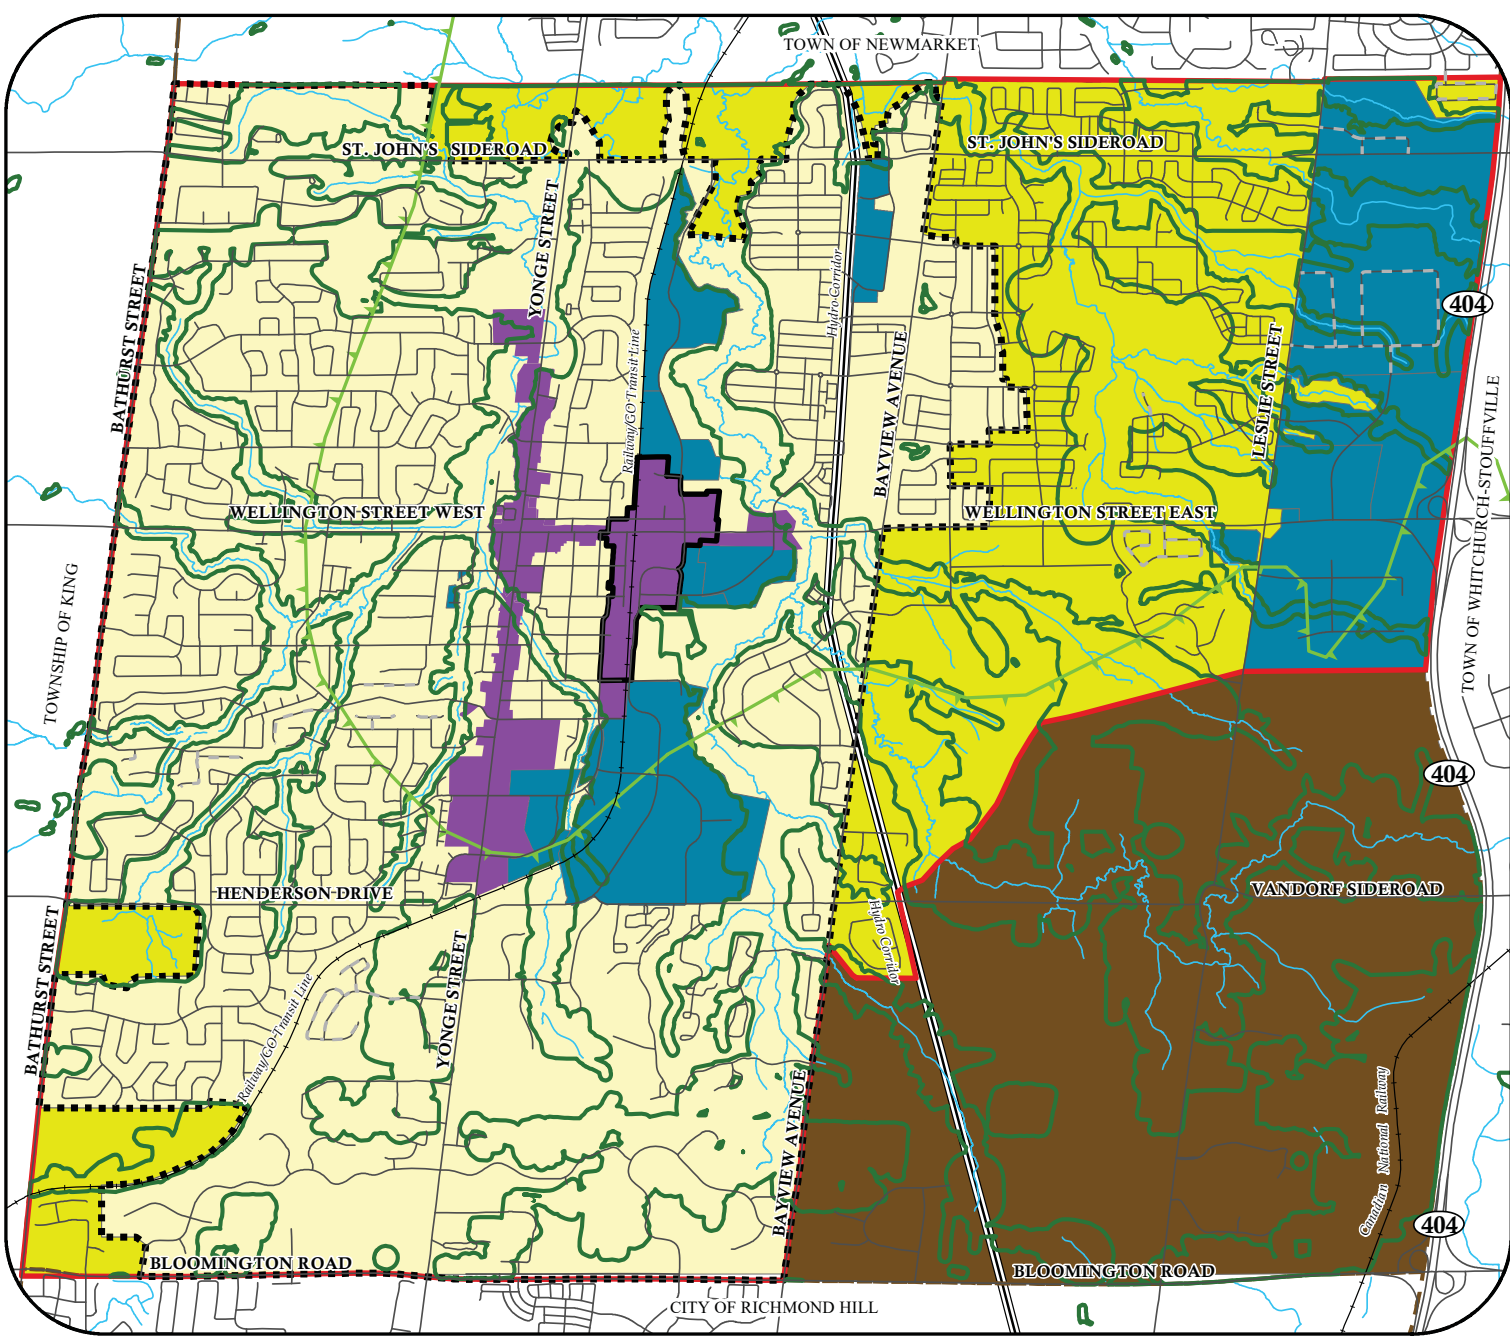 TOWN OF NEWMARKET
ST. JOHN'S SIDEROAD
ST. JOHN'S SIDEROAD
YONGE STREET
BATHURST STREET
Hydro Corridor
Railway/GO-Transit Line
BAYVIEW AVENUE
LESLIE STREET
404
WELLINGTON STREET WEST
WELLINGTON STREET EAST
TOWNSHIP OF KING
TOWN OF WHITCHURCH-STOUFFVILLE
404
HENDERSON DRIVE
VANDORF SIDEROAD
Hydro Corridor
BATHURST STREET
YONGE STREET
Railway/GO-Transit Line
BAYVIEW AVENUE
Canadian National Railway
404
BLOOMINGTON ROAD
BLOOMINGTON ROAD
CITY OF RICHMOND HILL